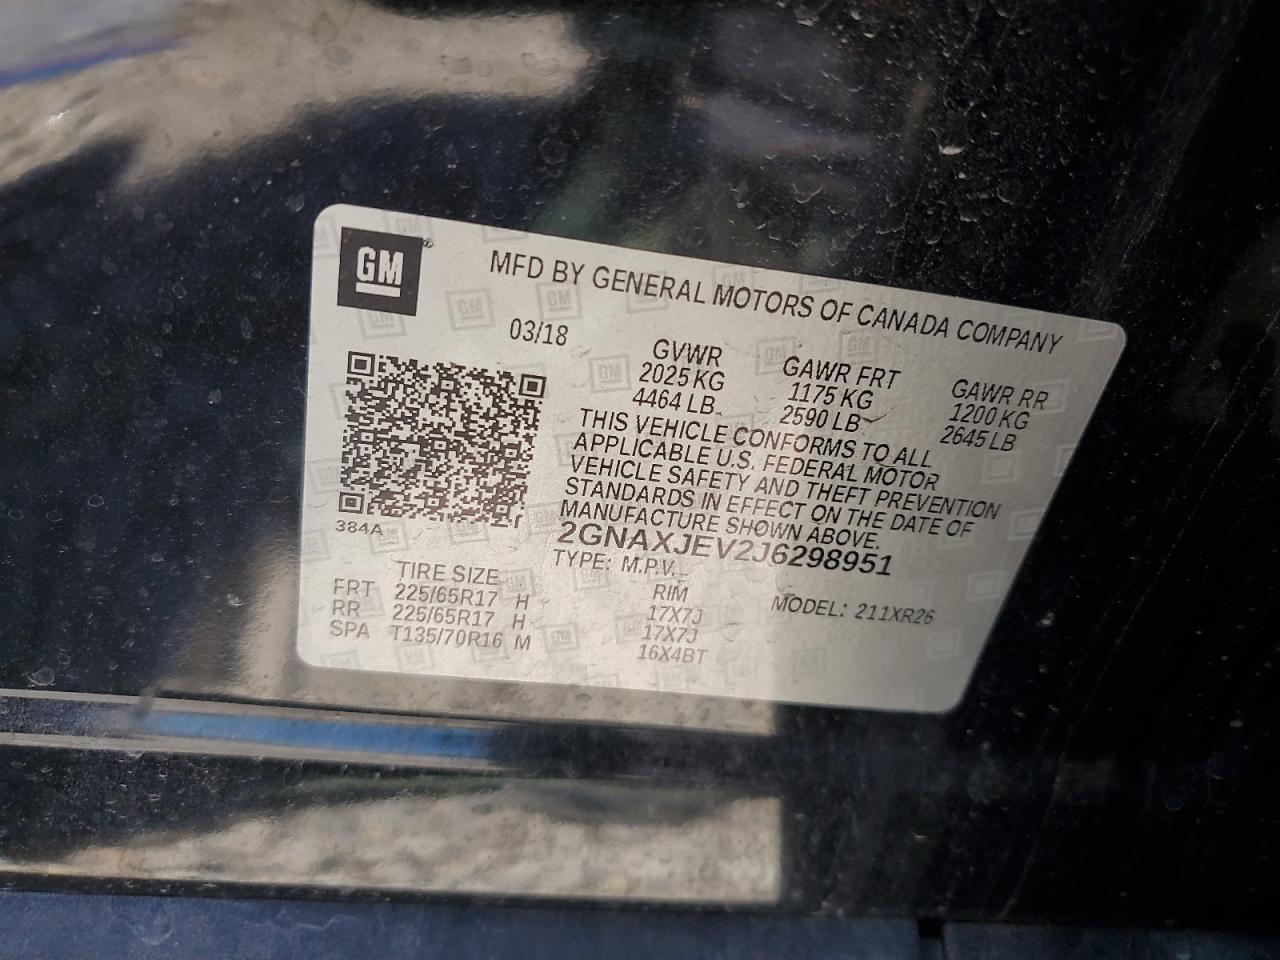 GM®
MFD BY GENERAL MOTORS OF CANADA COMPANY
03/18
GVWR GAWR FRT GAWR RR
2025 KG 1175 KG 1200 KG
4464 LB 2590 LB 2645 LB
THIS VEHICLE CONFORMS TO ALL
APPLICABLE U.S. FEDERAL MOTOR
VEHICLE SAFETY AND THEFT PREVENTION
STANDARDS IN EFFECT ON THE DATE OF
MANUFACTURE SHOWN ABOVE.
384A
2GNAXJEV2J6298951
TYPE: M.P.V.
MODEL: 211XR26
TIRE SIZE RIM
FRT 225/65R17 H 17X7J
RR 225/65R17 H 17X7J
SPA T135/70R16 M 16X4BT